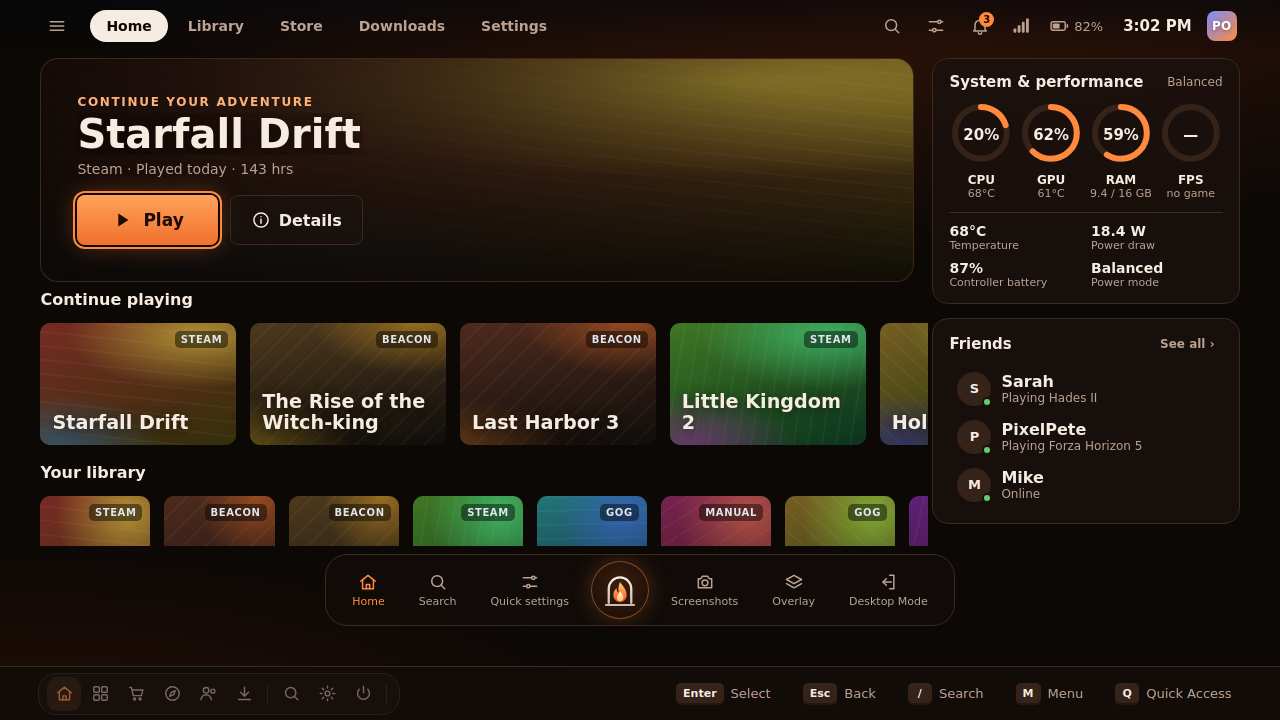 Home
Library
Store
Downloads
Settings
3
82%
3:02 PM
PO
CONTINUE YOUR ADVENTURE
Starfall Drift
Steam · Played today · 143 hrs
Play
Details
System & performance
Balanced
20%
62%
59%
—
CPU
GPU
RAM
FPS
68°C
61°C
9.4 / 16 GB
no game
68°C
Temperature
18.4 W
Power draw
87%
Controller battery
Balanced
Power mode
Continue playing
STEAM
Starfall Drift
BEACON
The Rise of the
Witch-king
BEACON
Last Harbor 3
STEAM
Little Kingdom
2
Hol
Friends
See all ›
S
Sarah
Playing Hades II
P
PixelPete
Playing Forza Horizon 5
M
Mike
Online
Your library
STEAM
BEACON
BEACON
STEAM
GOG
MANUAL
GOG
Home
Search
Quick settings
Screenshots
Overlay
Desktop Mode
Enter Select
Esc Back
/ Search
M Menu
Q Quick Access